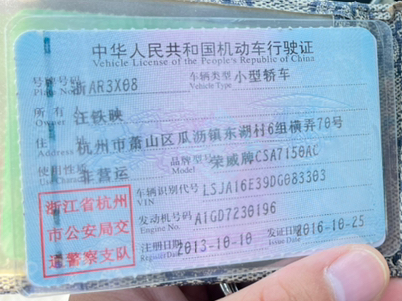 中华人民共和国机动车行驶证
Vehicle License of the People's Republic of China
号牌号码 浙AR3X08 车辆类型 小型轿车
Plate No. Vehicle Type
所有人 汪铁映
Owner
住址 杭州市萧山区瓜沥镇东湖村6组横弄70号
Address
使用性质 非营运 品牌型号 荣威牌CSA7150AC
Use Character Model
浙江省杭州
市公安局交
通警察支队
车辆识别代号 LSJA16E39DG083303
VIN
发动机号码 A1GD7230196
Engine No.
注册日期 2013-10-10 发证日期 2016-10-25
Register Date Issue Date